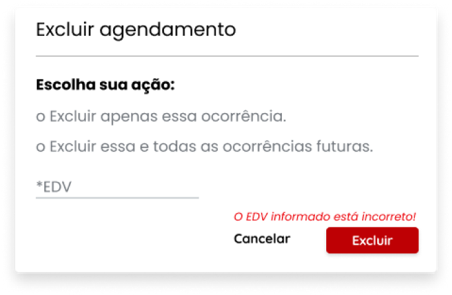 Excluir agendamento
Escolha sua ação:
o Excluir apenas essa ocorrência.
o Excluir essa e todas as ocorrências futuras.
*EDV
O EDV informado está incorreto!
Cancelar Excluir